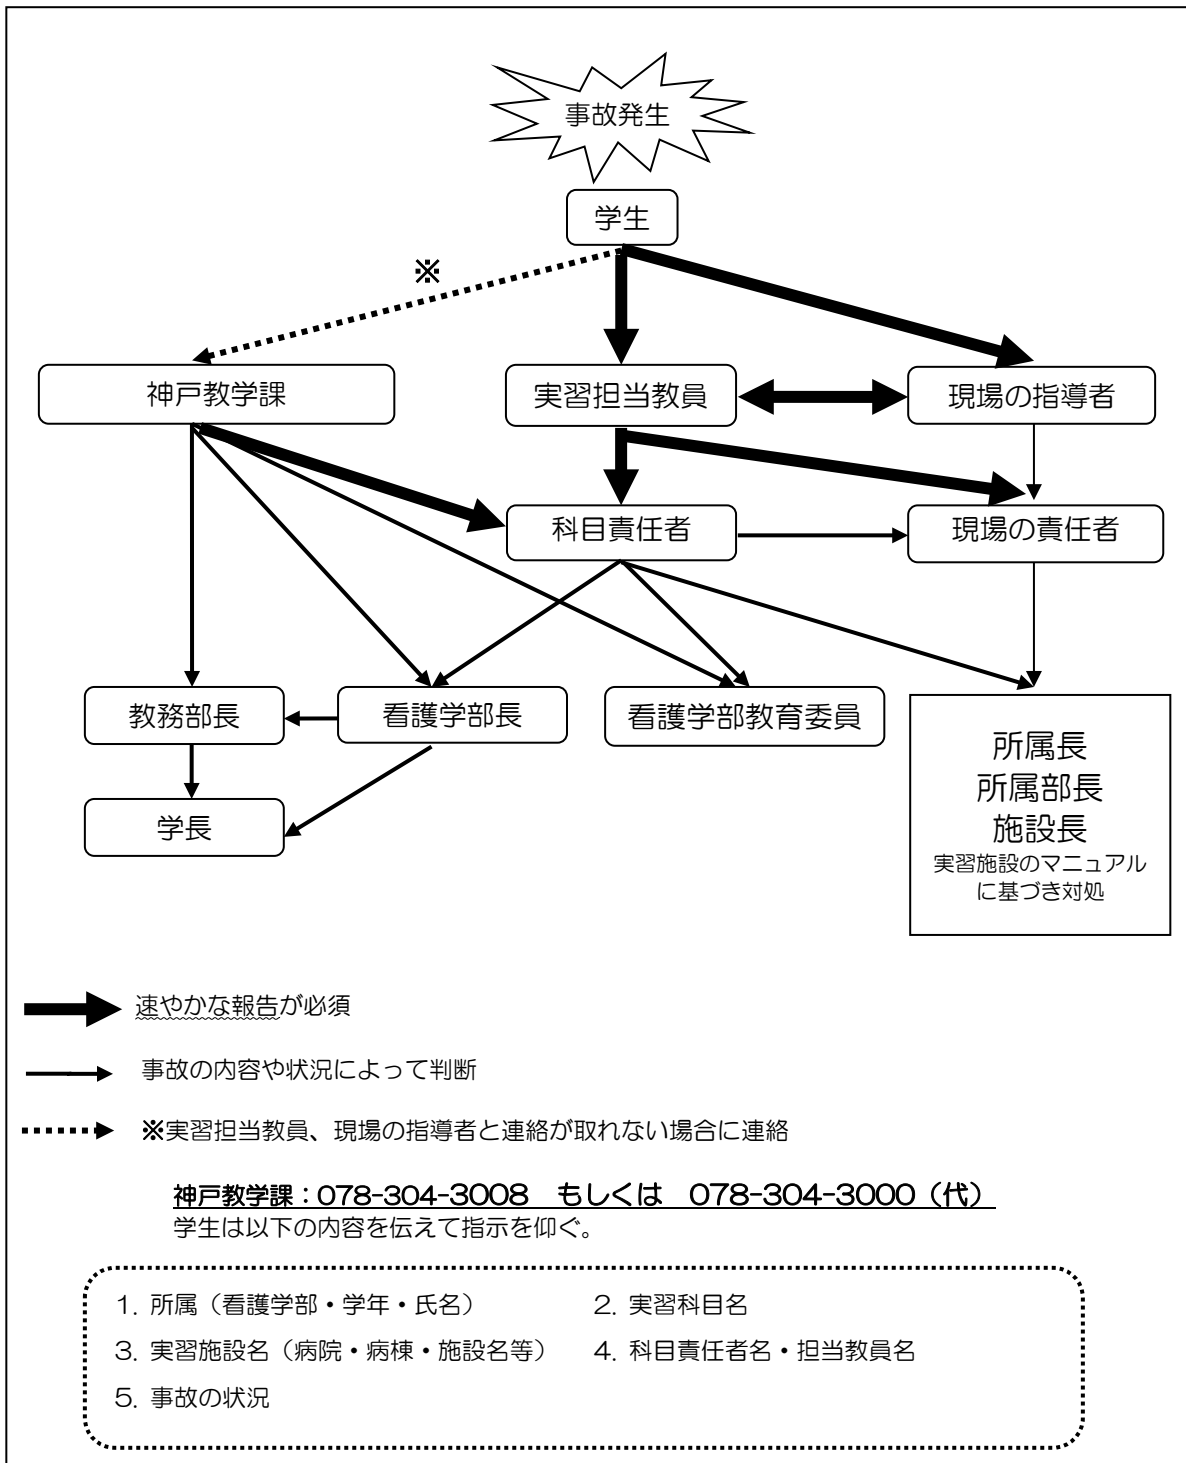 事故発生
学生
※
神戸教学課
実習担当教員
現場の指導者
科目責任者
現場の責任者
教務部長
看護学部長
看護学部教育委員
学長
所属長
所属部長
施設長
実習施設のマニュアル
に基づき対処
速やかな報告が必須
事故の内容や状況によって判断
※実習担当教員、現場の指導者と連絡が取れない場合に連絡
神戸教学課：078-304-3008　もしくは　078-304-3000（代）
学生は以下の内容を伝えて指示を仰ぐ。
1. 所属（看護学部・学年・氏名）　2. 実習科目名
3. 実習施設名（病院・病棟・施設名等）　4. 科目責任者名・担当教員名
5. 事故の状況